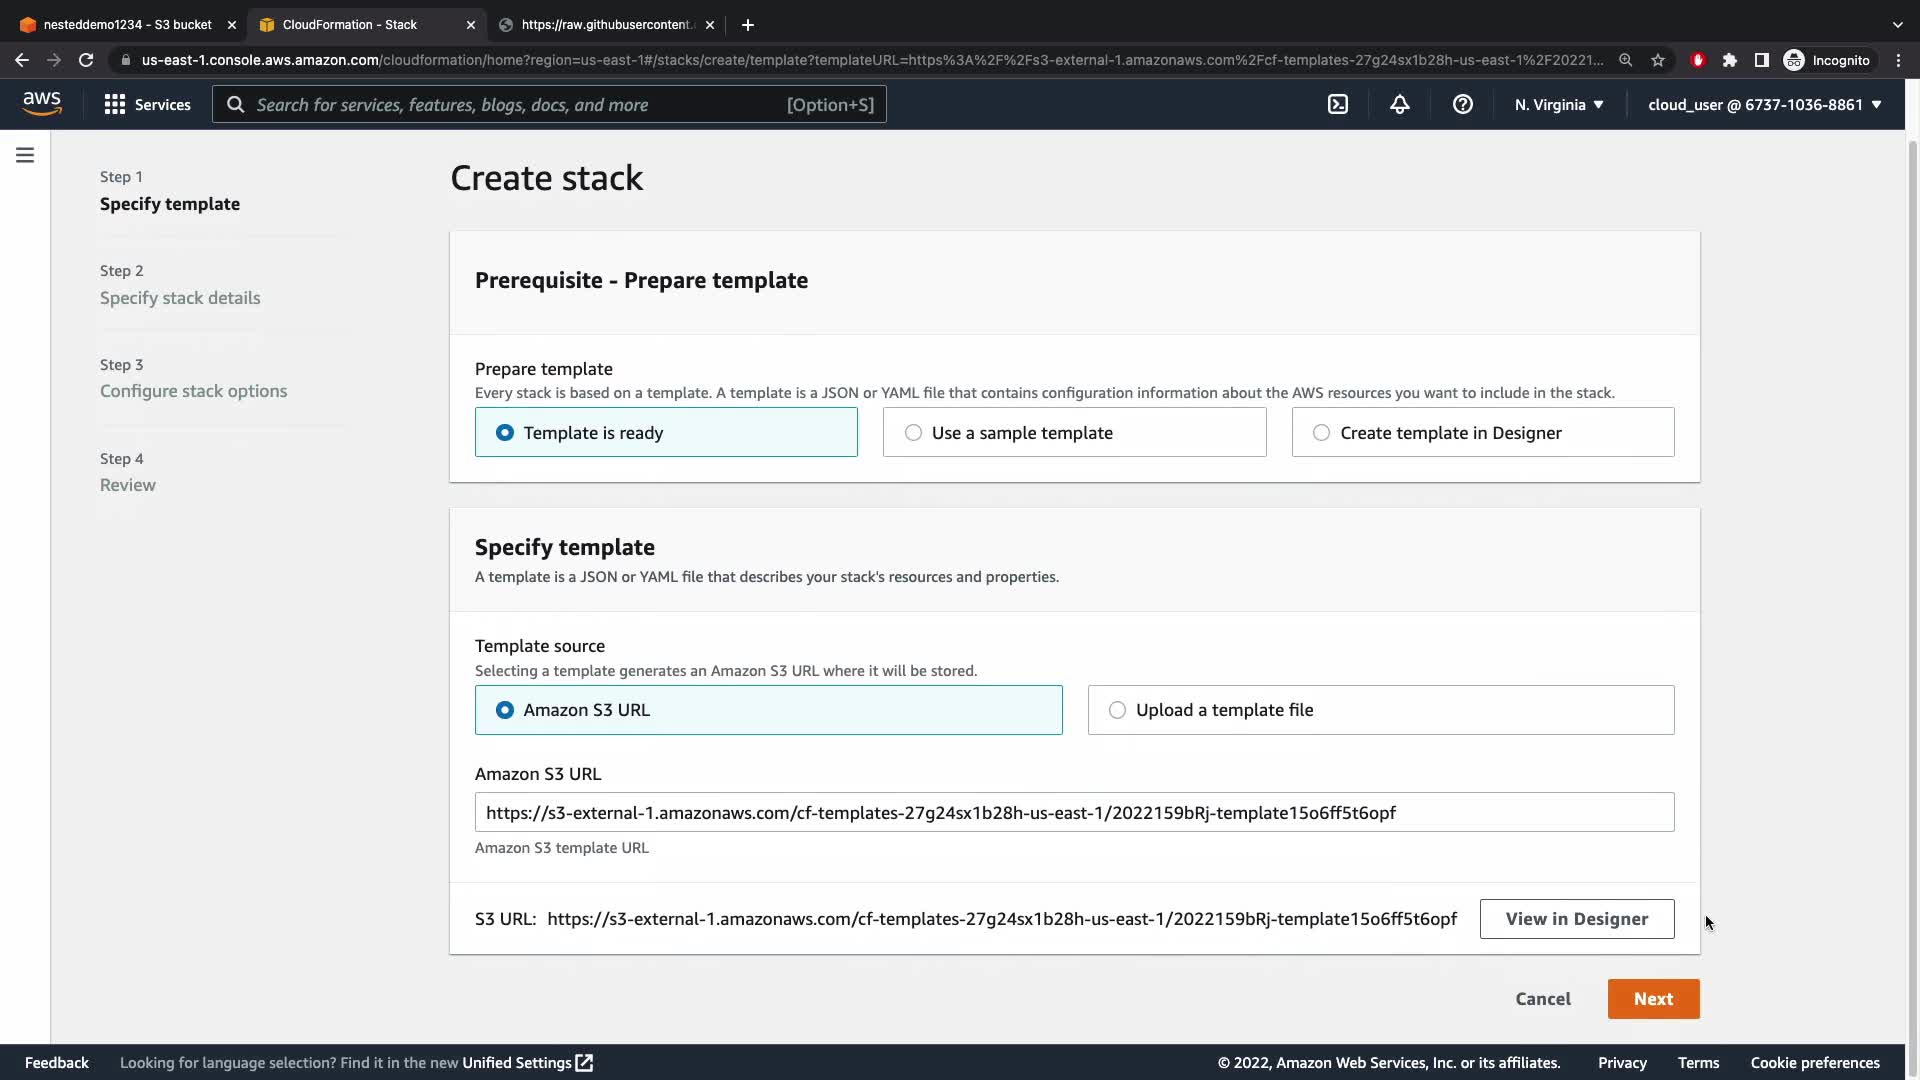 nesteddemo1234 - S3 bucket
CloudFormation - Stack
https://raw.githubusercontent.
us-east-1.console.aws.amazon.com/cloudformation/home?region=us-east-1#/stacks/create/template?templateURL=https%3A%2F%2Fs3-external-1.amazonaws.com%2Fcf-templates-27g24sx1b28h-us-east-1%2F20221...
Incognito
aws
Services
Search for services, features, blogs, docs, and more
[Option+S]
N. Virginia
cloud_user @ 6737-1036-8861
Step 1
Specify template
Step 2
Specify stack details
Step 3
Configure stack options
Step 4
Review
Create stack
Prerequisite - Prepare template
Prepare template
Every stack is based on a template. A template is a JSON or YAML file that contains configuration information about the AWS resources you want to include in the stack.
Template is ready
Use a sample template
Create template in Designer
Specify template
A template is a JSON or YAML file that describes your stack's resources and properties.
Template source
Selecting a template generates an Amazon S3 URL where it will be stored.
Amazon S3 URL
Upload a template file
Amazon S3 URL
https://s3-external-1.amazonaws.com/cf-templates-27g24sx1b28h-us-east-1/2022159bRj-template15o6ff5t6opf
Amazon S3 template URL
S3 URL: https://s3-external-1.amazonaws.com/cf-templates-27g24sx1b28h-us-east-1/2022159bRj-template15o6ff5t6opf
View in Designer
Cancel
Next
Feedback
Looking for language selection? Find it in the new Unified Settings
© 2022, Amazon Web Services, Inc. or its affiliates.
Privacy
Terms
Cookie preferences